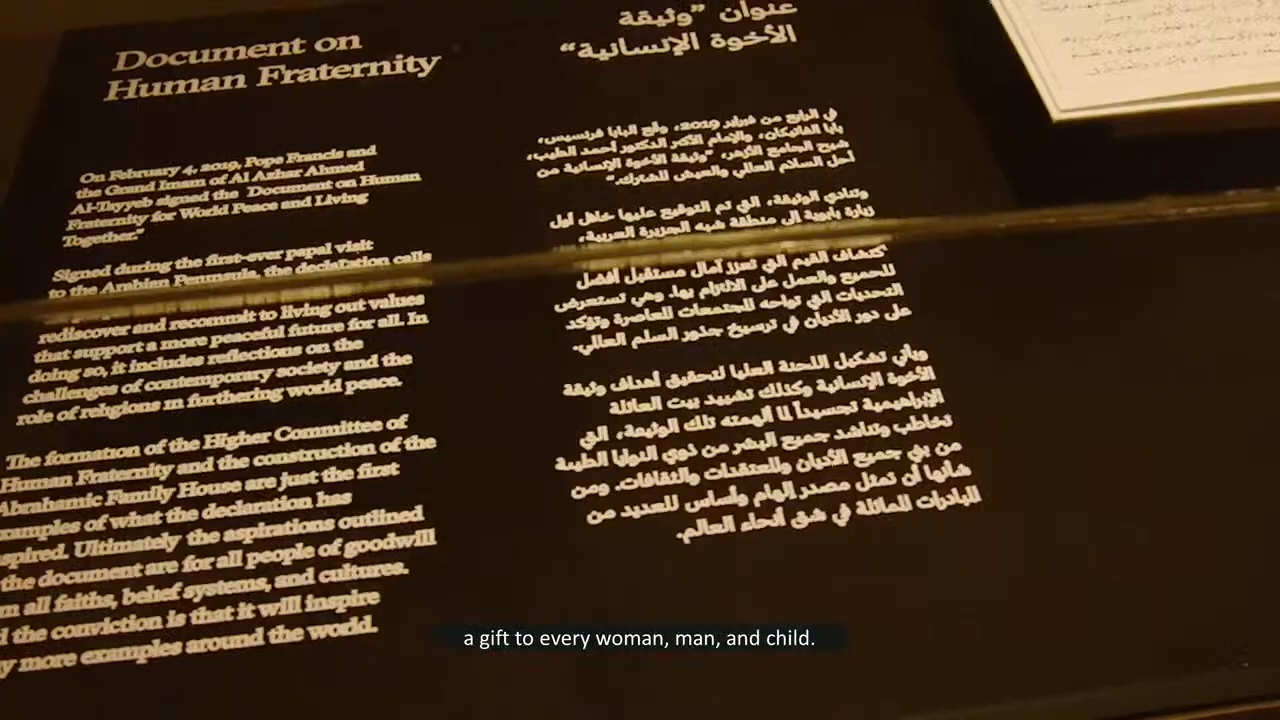 Document on
Human Fraternity
On February 4, 2019, Pope Francis and
the Grand Imam of Al Azhar Ahmed
Al-Tayyeb signed the "Document on Human
Fraternity for World Peace and Living
Together."
Signed during the first-ever papal visit
to the Arabian Peninsula, the declaration calls
rediscover and recommit to living out values
that support a more peaceful future for all. In
doing so, it includes reflections on the
challenges of contemporary society and the
role of religions in furthering world peace.
The formation of the Higher Committee of
Human Fraternity and the construction of the
Abrahamic Family House are just the first
amples of what the declaration has
spired. Ultimately the aspirations outlined
the document are for all people of goodwill
m all faiths, belief systems, and cultures.
d the conviction is that it will inspire
y more examples around the world.
عنوان ”وثيقة
الأخوة الإنسانية“
في الرابع من فبراير 2019، وقع البابا فرنسيس،
بابا الفاتيكان، والإمام الأكبر الدكتور أحمد الطيب،
شيخ الجامع الأزهر، ”وثيقة الأخوة الإنسانية من
أجل السلام العالمي والعيش المشترك.“
وتنادي الوثيقة، التي تم التوقيع عليها خلال أول
زيارة بابوية الى منطقة شبه الجزيرة العربية،
كتشاف القيم التي تعزز آمال مستقبل أفضل
للجميع والعمل على الالتزام بها. وهي تستعرض
التحديات التي تواجه المجتمعات المعاصرة وتؤكد
على دور الأديان في ترسيخ جذور السلم العالمي.
ويأتي تشكيل اللجنة العليا لتحقيق أهداف وثيقة
الأخوة الإنسانية وكذلك تشييد بيت العائلة
الإبراهيمية تجسيداً لما ألهمته تلك الوثيقة، التي
تخاطب وتناشد جميع البشر من ذوي النوايا الطيبة
من بني جميع الأديان والمعتقدات والثقافات. ومن
شأنها أن تمثل مصدر إلهام وأساس للعديد من
المبادرات المماثلة في شتى أنحاء العالم.
a gift to every woman, man, and child.